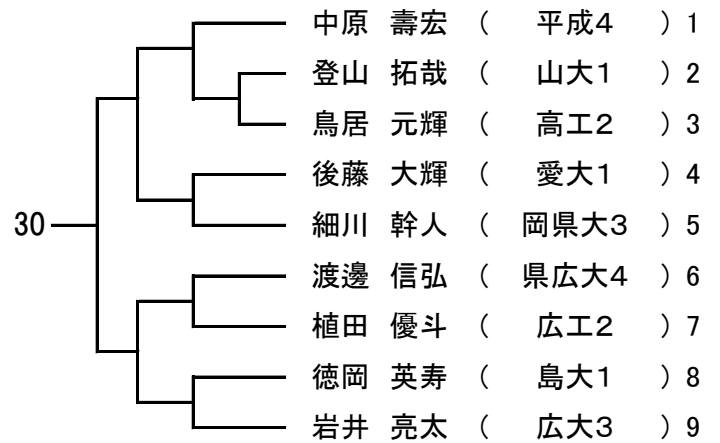 中原 壽宏 ( 平成4 ) 1
登山 拓哉 ( 山大1 ) 2
鳥居 元輝 ( 高工2 ) 3
後藤 大輝 ( 愛大1 ) 4
30 細川 幹人 ( 岡県大3 ) 5
渡邊 信弘 ( 県広大4 ) 6
植田 優斗 ( 広工2 ) 7
徳岡 英寿 ( 島大1 ) 8
岩井 亮太 ( 広大3 ) 9